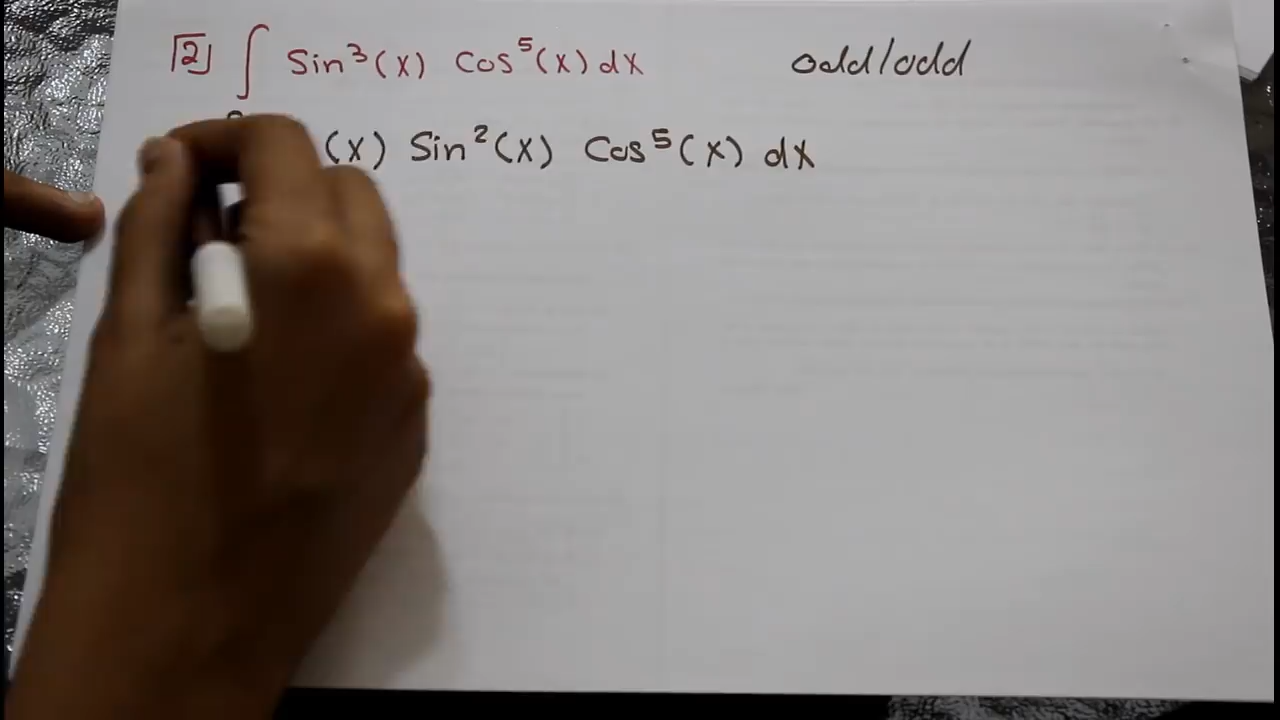 2 ∫ Sin³(x) Cos⁵(x) dx odd/odd
(x) Sin²(x) Cos⁵(x) dx